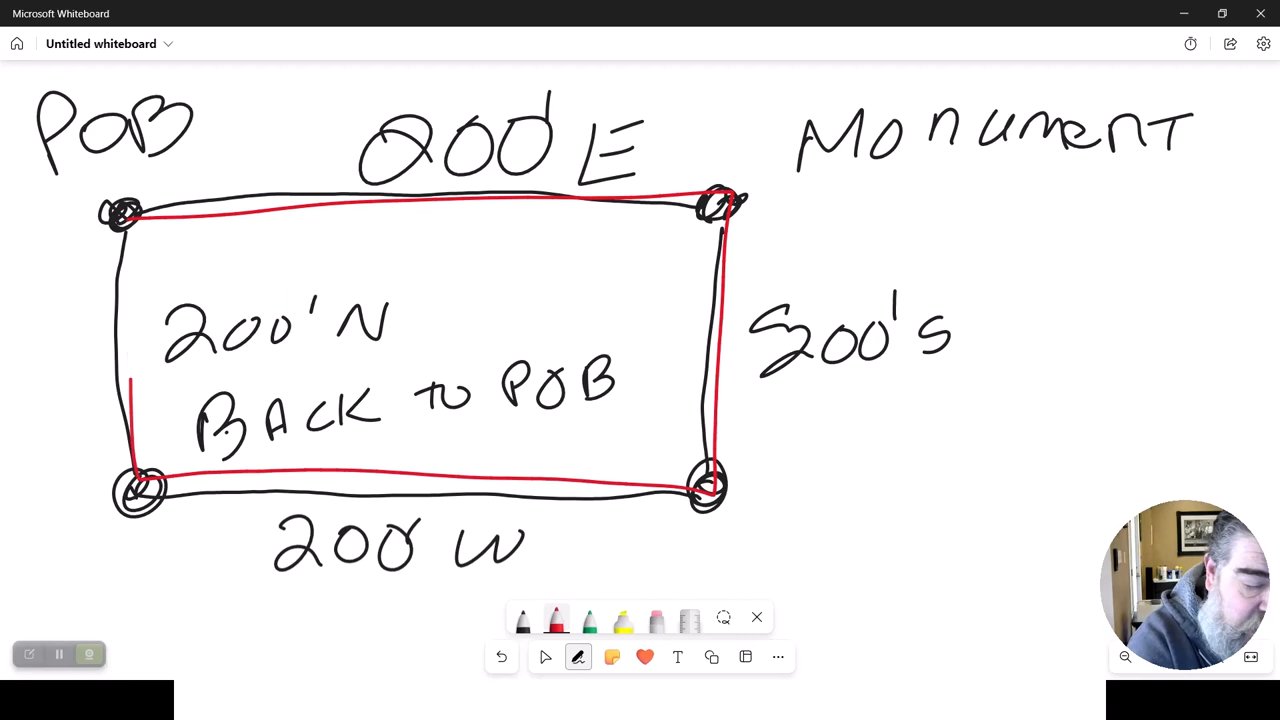 Microsoft Whiteboard
Untitled whiteboard
POB
200' E
MonumenT
200' N
200' S
BACK to POB
200' W